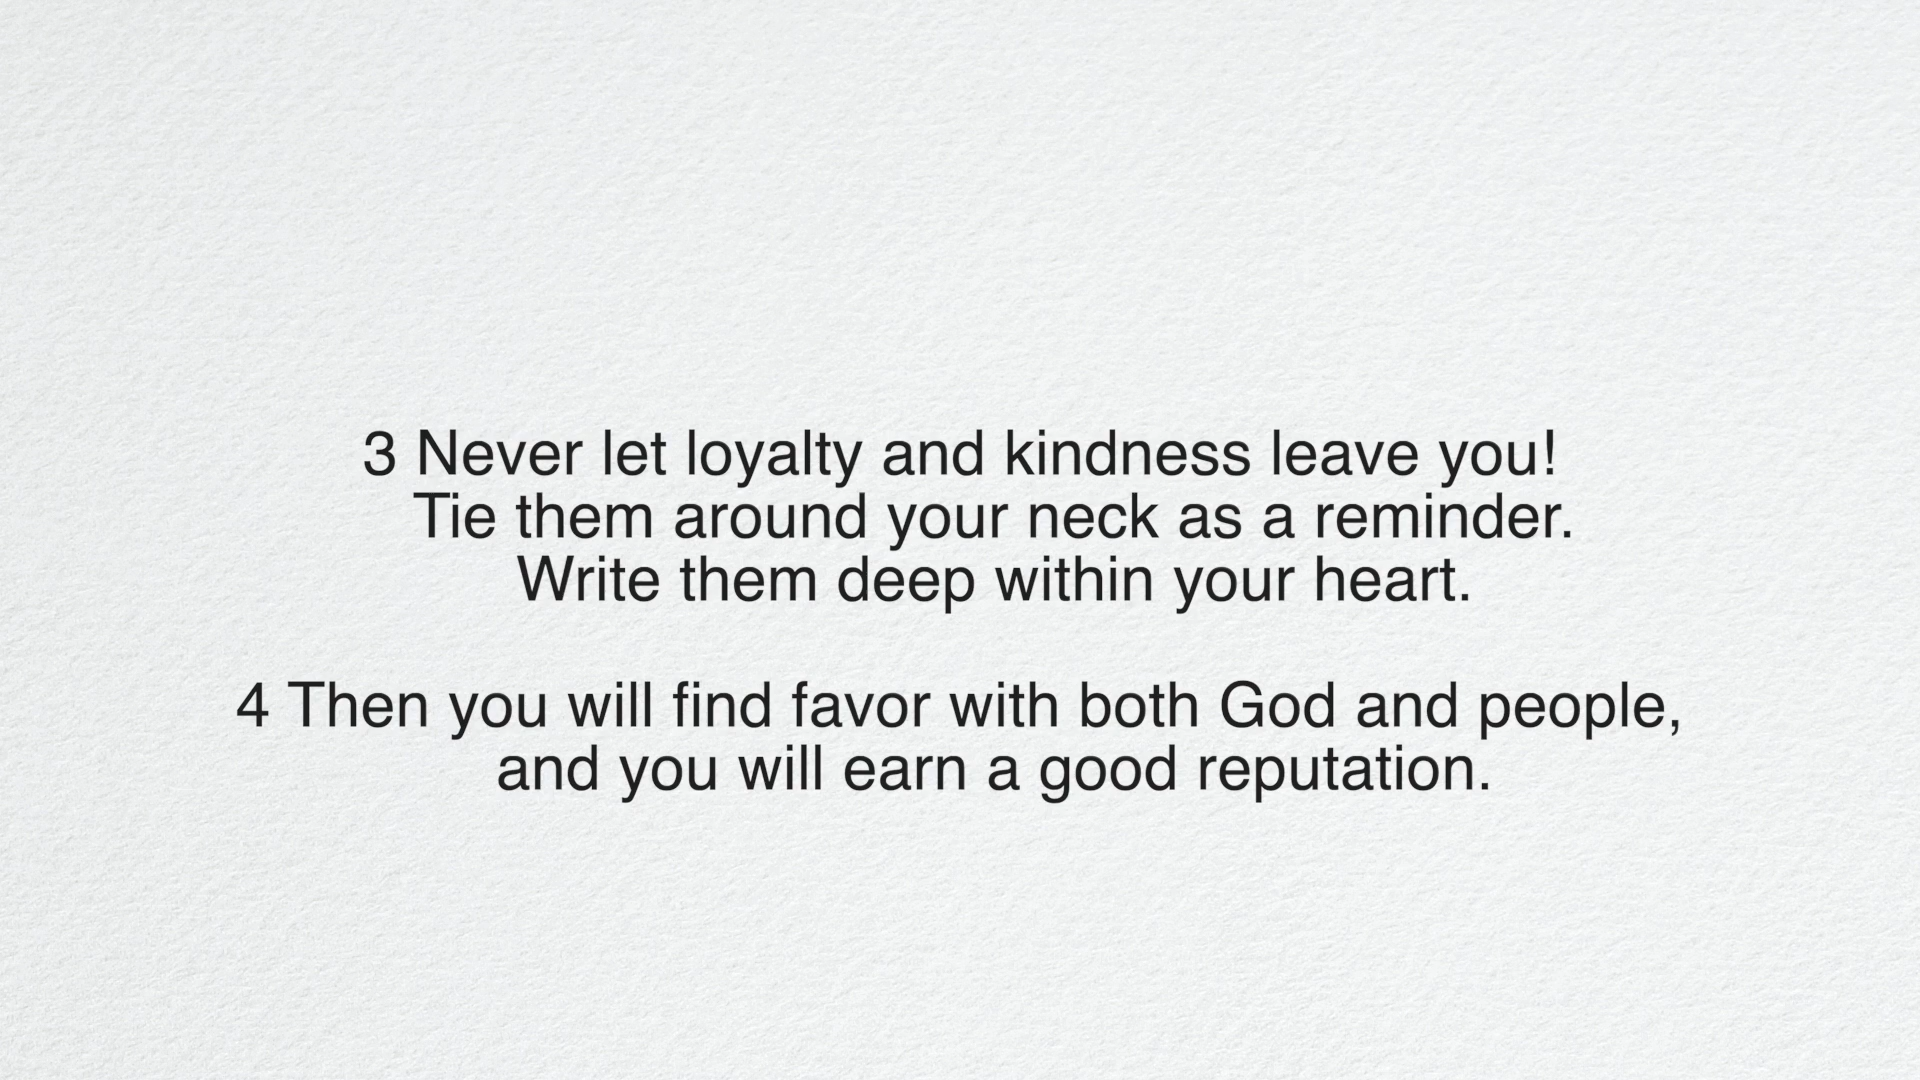 3 Never let loyalty and kindness leave you!
Tie them around your neck as a reminder.
Write them deep within your heart.
4 Then you will find favor with both God and people,
and you will earn a good reputation.